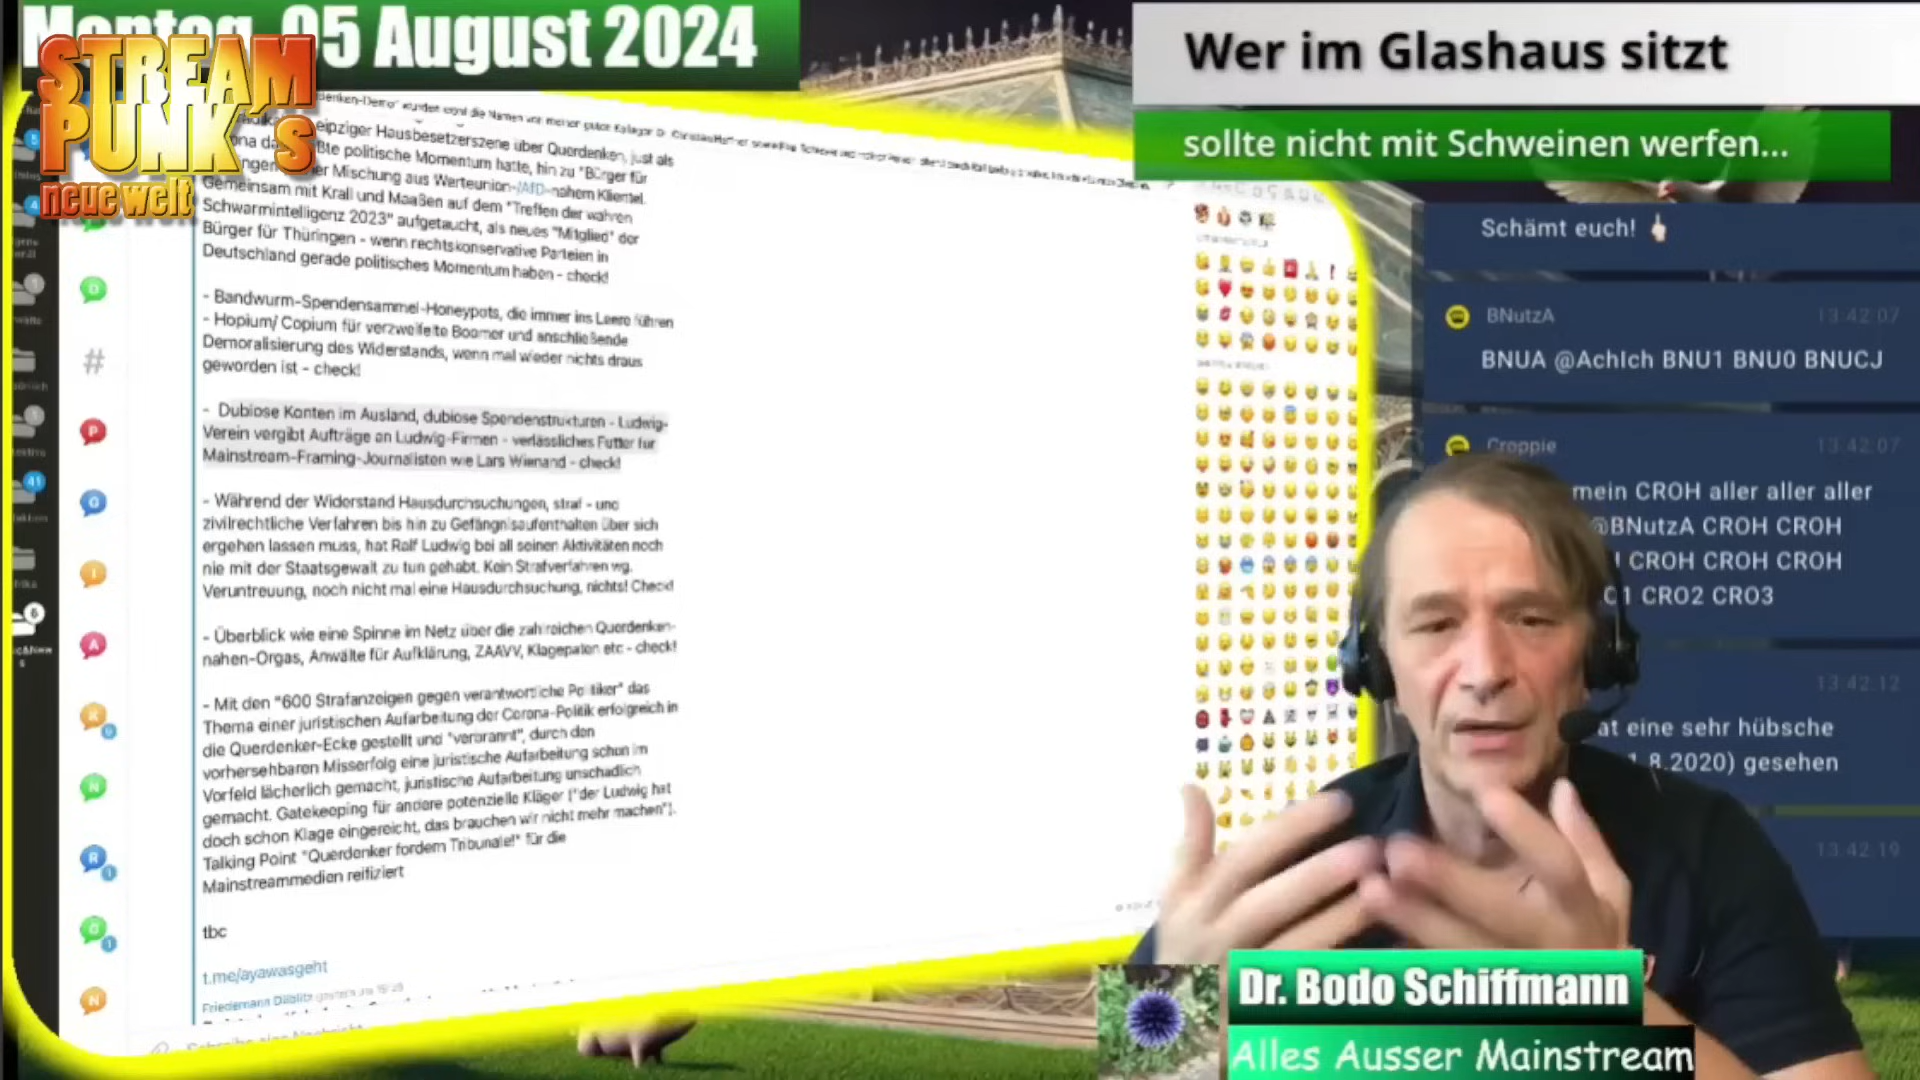 Montag, 05 August 2024
STREAM
PUNK´s
neue welt
Wer im Glashaus sitzt
sollte nicht mit Schweinen werfen...
eipziger Hausbesetzerszene über Querdenken, just als
politische Momentum hatte, hin zu "Bürger für
Mischung aus Werteunion-/AfD-nahem Klientel.
Gemeinsam mit Krall und Maaßen auf dem "Treffen der wahren
Schwarmintelligenz 2023" aufgetaucht, als neues "Mitglied" der
Bürger für Thüringen - wenn rechtskonservative Parteien in
Deutschland gerade politisches Momentum haben - check!
- Bandwurm-Spendensammel-Honeypots, die immer ins Leere führen
- Hopium/ Copium für verzweifelte Boomer und anschließende
Demoralisierung des Widerstands, wenn mal wieder nichts draus
geworden ist - check!
- Dubiose Konten im Ausland, dubiose Spendenstrukturen - Ludwig-
Verein vergibt Aufträge an Ludwig-Firmen - verlässliches Futter für
Mainstream-Framing-Journalisten wie Lars Wienand - check!
- Während der Widerstand Hausdurchsuchungen, straf - und
zivilrechtliche Verfahren bis hin zu Gefängnisaufenthalten über sich
ergehen lassen muss, hat Ralf Ludwig bei all seinen Aktivitäten noch
nie mit der Staatsgewalt zu tun gehabt. Kein Strafverfahren wg.
Veruntreuung, noch nicht mal eine Hausdurchsuchung, nichts! Check!
- Überblick wie eine Spinne im Netz über die zahlreichen Querdenken-
nahen-Orgas, Anwälte für Aufklärung, ZAAVV, Klagepaten etc - check!
- Mit den "600 Strafanzeigen gegen verantwortliche Politiker" das
Thema einer juristischen Aufarbeitung der Corona-Politik erfolgreich in
die Querdenker-Ecke gestellt und "verbrannt", durch den
vorhersehbaren Misserfolg eine juristische Aufarbeitung schon im
Vorfeld lächerlich gemacht, juristische Aufarbeitung unschädlich
gemacht. Gatekeeping für andere potenzielle Kläger ("der Ludwig hat
doch schon Klage eingereicht, das brauchen wir nicht mehr machen").
Talking Point "Querdenker fordern Tribunale!" für die
Mainstreammedien reifiziert
tbc
t.me/ayawasgeht
Schämt euch!
BNutzA 13:42:07
BNUA @AchIch BNU1 BNU0 BNUCJ
Croppie 13:42:07
mein CROH aller aller aller
@BNutzA CROH CROH
CROH CROH CROH
CRO2 CRO3
13:42:12
at eine sehr hübsche
1.8.2020) gesehen
13:42:19
Dr. Bodo Schiffmann
Alles Ausser Mainstream